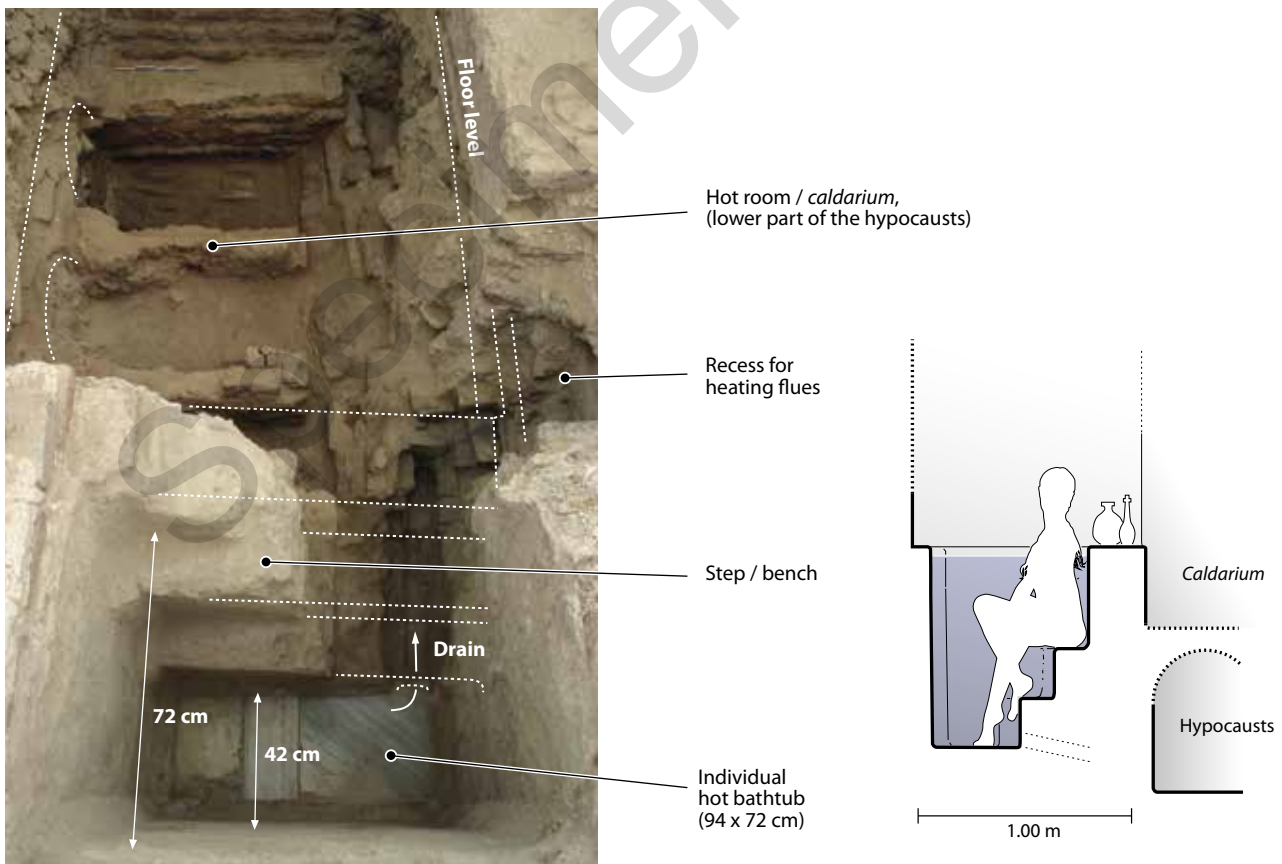 Specimen
Floor level
Hot room / caldarium,
(lower part of the hypocausts)
Recess for
heating flues
Step / bench
Caldarium
Drain
72 cm
42 cm
Hypocausts
Individual
hot bathtub
(94 x 72 cm)
1.00 m